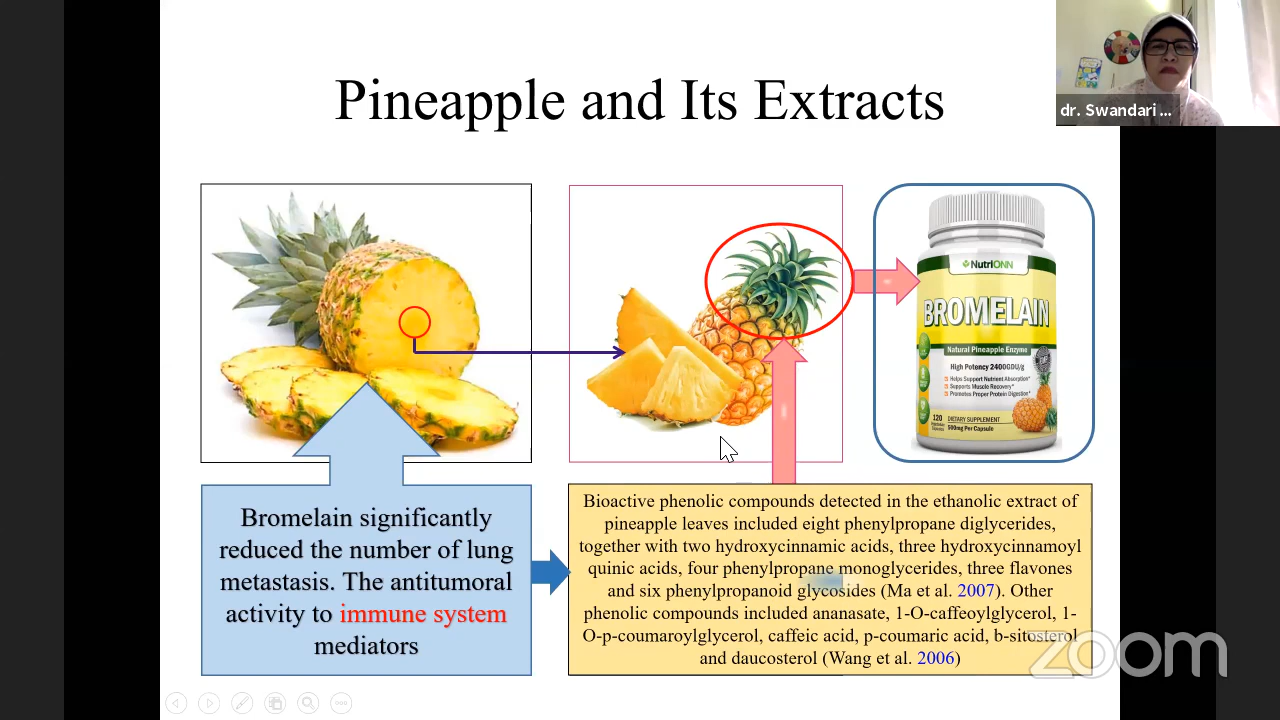 Pineapple and Its Extracts
dr. Swandari ...
NutriONN
BROMELAIN
Natural Pineapple Enzyme
High Potency 2400GDU/g
Helps Support Nutrient Absorption*
Supports Muscle Recovery*
Promotes Proper Protein Digestion*
120
DIETARY SUPPLEMENT
500mg Per Capsule
Bromelain significantly
reduced the number of lung
metastasis. The antitumoral
activity to immune system
mediators
Bioactive phenolic compounds detected in the ethanolic extract of
pineapple leaves included eight phenylpropane diglycerides,
together with two hydroxycinnamic acids, three hydroxycinnamoyl
quinic acids, four phenylpropane monoglycerides, three flavones
and six phenylpropanoid glycosides (Ma et al. 2007). Other
phenolic compounds included ananasate, 1-O-caffeoylglycerol, 1-
O-p-coumaroylglycerol, caffeic acid, p-coumaric acid, b-sitosterol
and daucosterol (Wang et al. 2006)
zoom